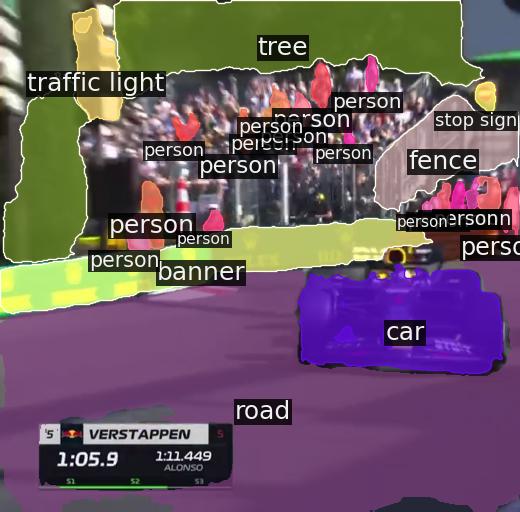 tree
traffic light
person
stop sign
person
person
person
fence
person
person
person
person
person
banner
car
road
'5 VERSTAPPEN 5
1:05.9 1:11.449
ALONSO
S1 S2 S3